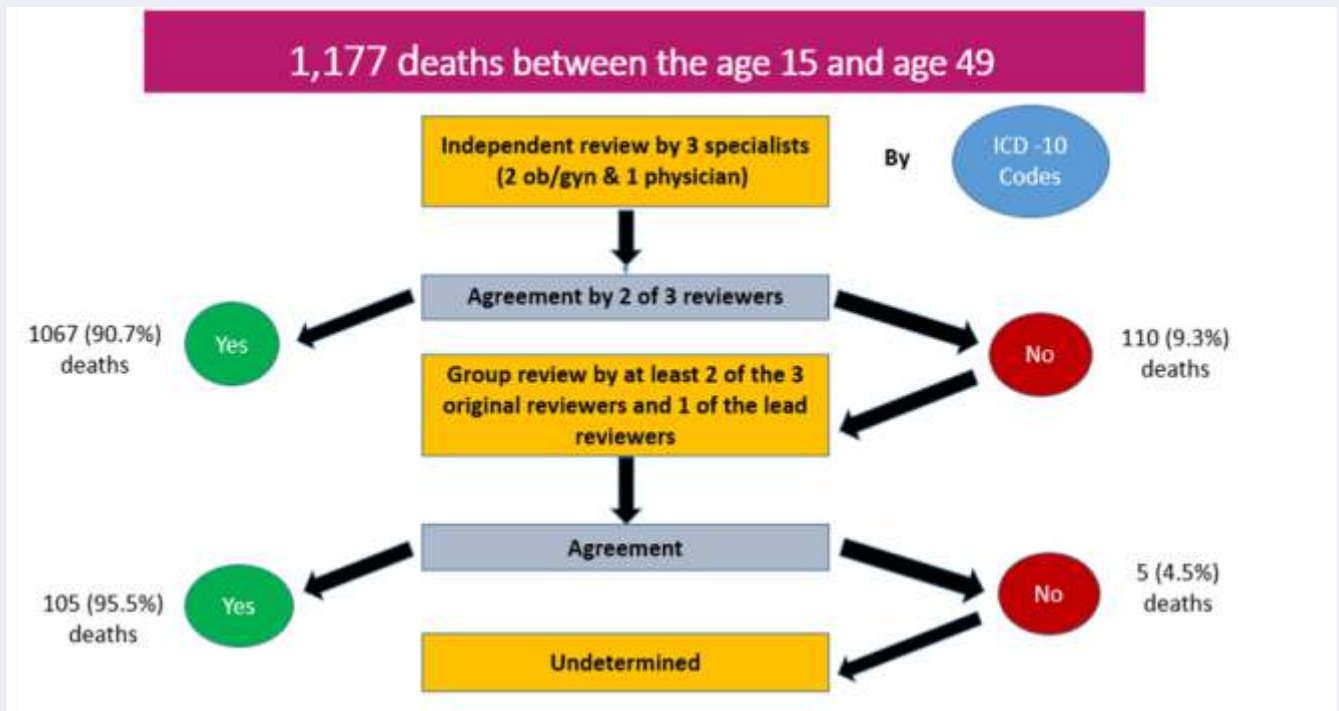 1,177 deaths between the age 15 and age 49
Independent review by 3 specialists
(2 ob/gyn & 1 physician)
By
ICD -10
Codes
Agreement by 2 of 3 reviewers
1067 (90.7%)
deaths
Yes
No
110 (9.3%)
deaths
Group review by at least 2 of the 3
original reviewers and 1 of the lead
reviewers
Agreement
105 (95.5%)
deaths
Yes
No
5 (4.5%)
deaths
Undetermined